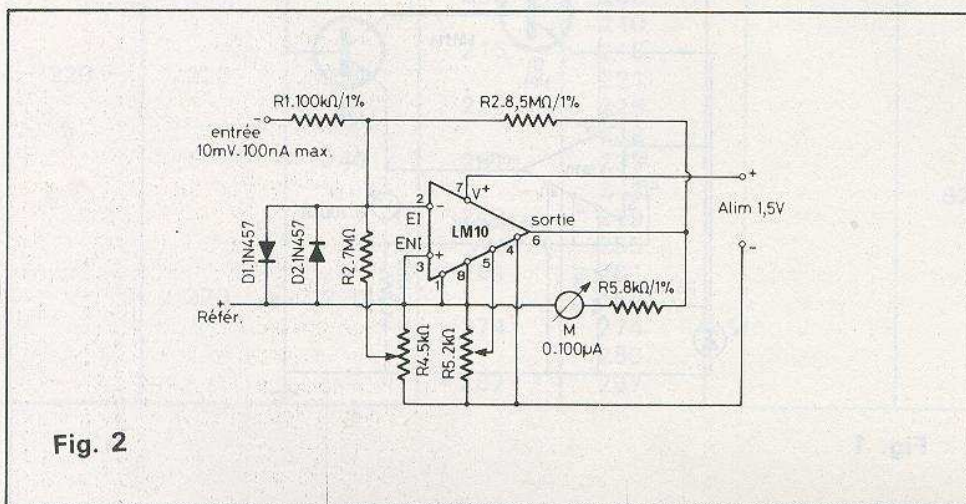 R1.100kΩ/1%
R2.8,5MΩ/1%
-
entrée
10mV.100nA max.
7
V+
+
Alim 1,5V
-
2
-
EI
LM10
sortie
6
ENI
+
3
1
8
5
4
D1.1N457
D2.1N457
R2.7MΩ
+
Référ.
R4.5kΩ
R5.2kΩ
M
0.100µA
R5.8kΩ/1%
Fig. 2